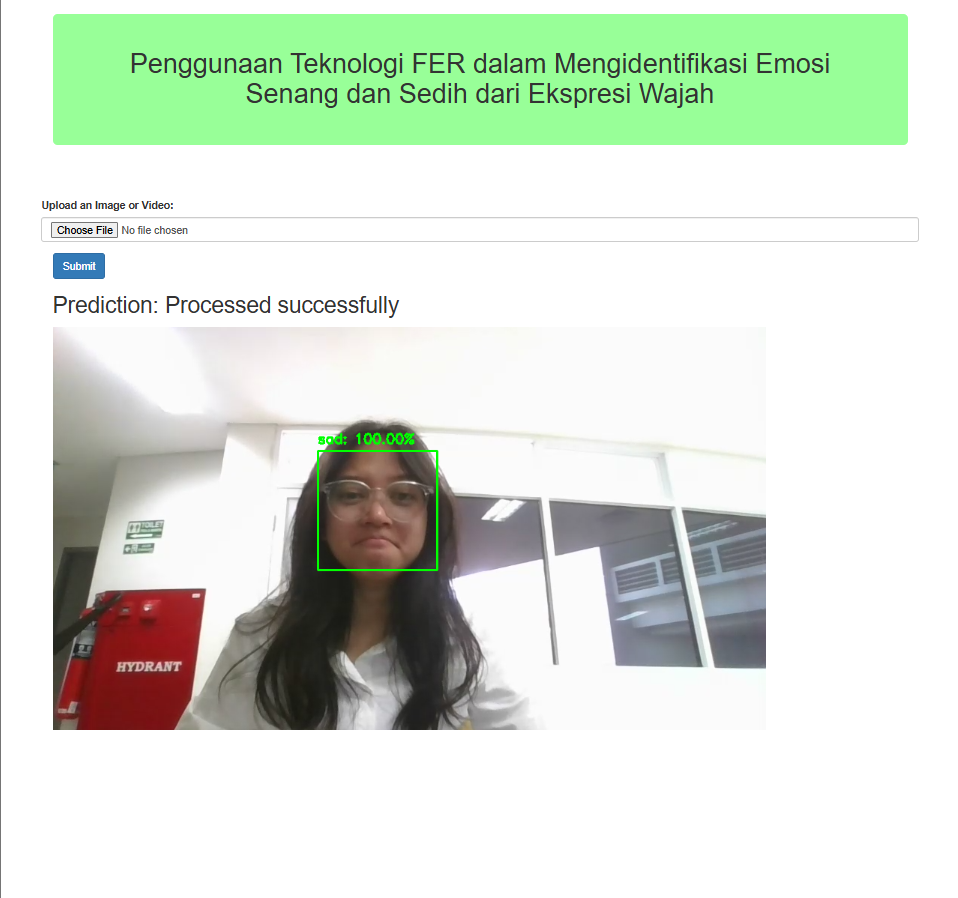 Penggunaan Teknologi FER dalam Mengidentifikasi Emosi
Senang dan Sedih dari Ekspresi Wajah
Upload an Image or Video:
Choose File No file chosen
Submit
Prediction: Processed successfully
sad: 100.00%
TOILET
HYDRANT